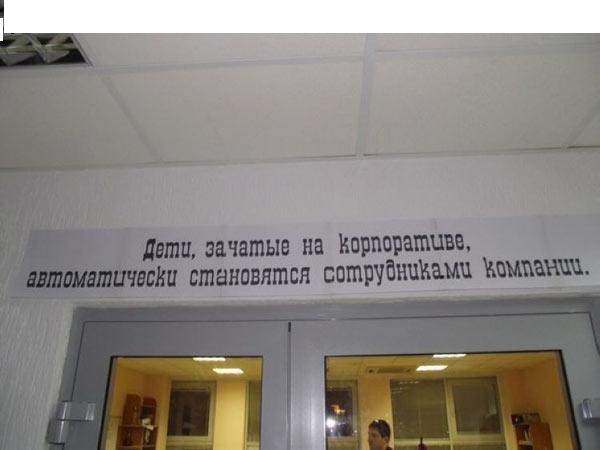 Дети, зачатые на корпоративе,
автоматически становятся сотрудниками компании.